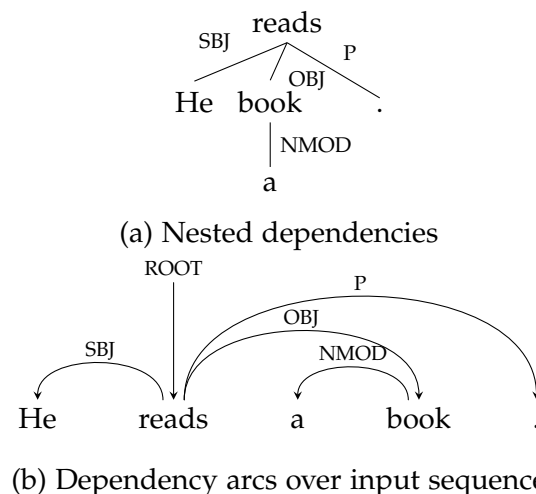 reads
SBJ
P
OBJ
He book .
NMOD
a
(a) Nested dependencies
ROOT
P
OBJ
SBJ
NMOD
He reads a book .
(b) Dependency arcs over input sequence